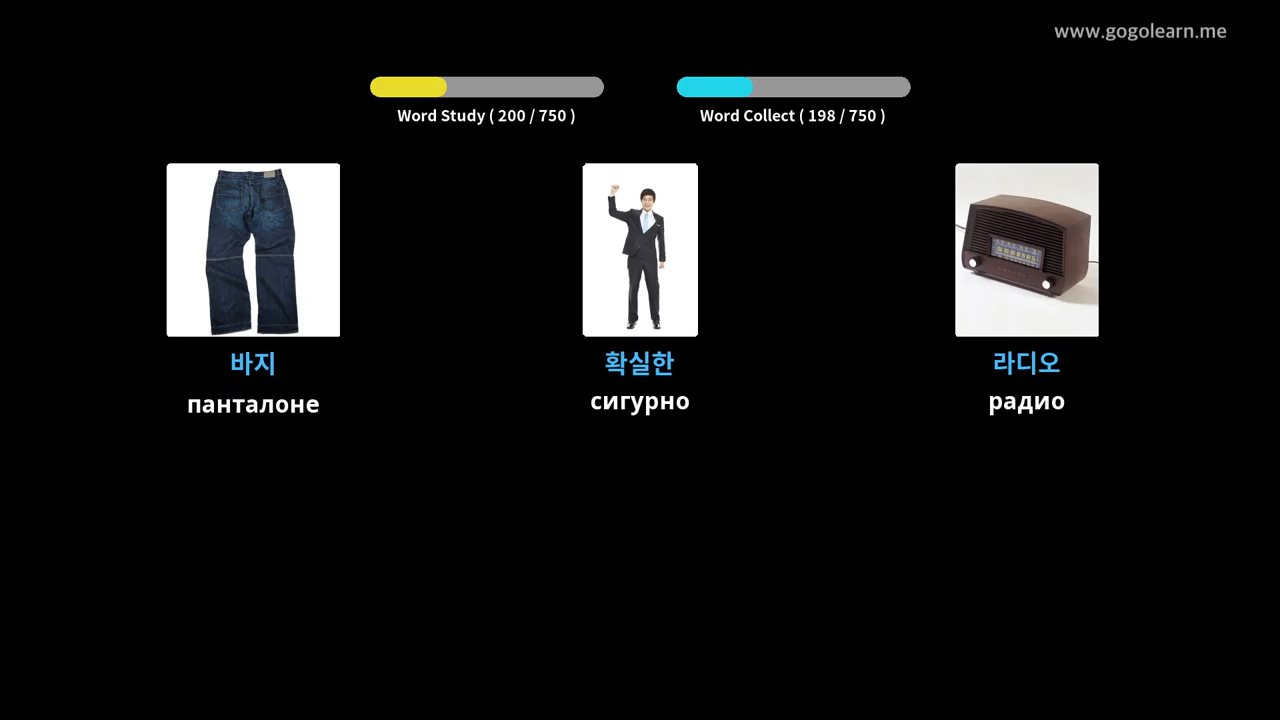 www.gogolearn.me
Word Study ( 200 / 750 )
Word Collect ( 198 / 750 )
바지
панталоне
확실한
сигурно
라디오
радио